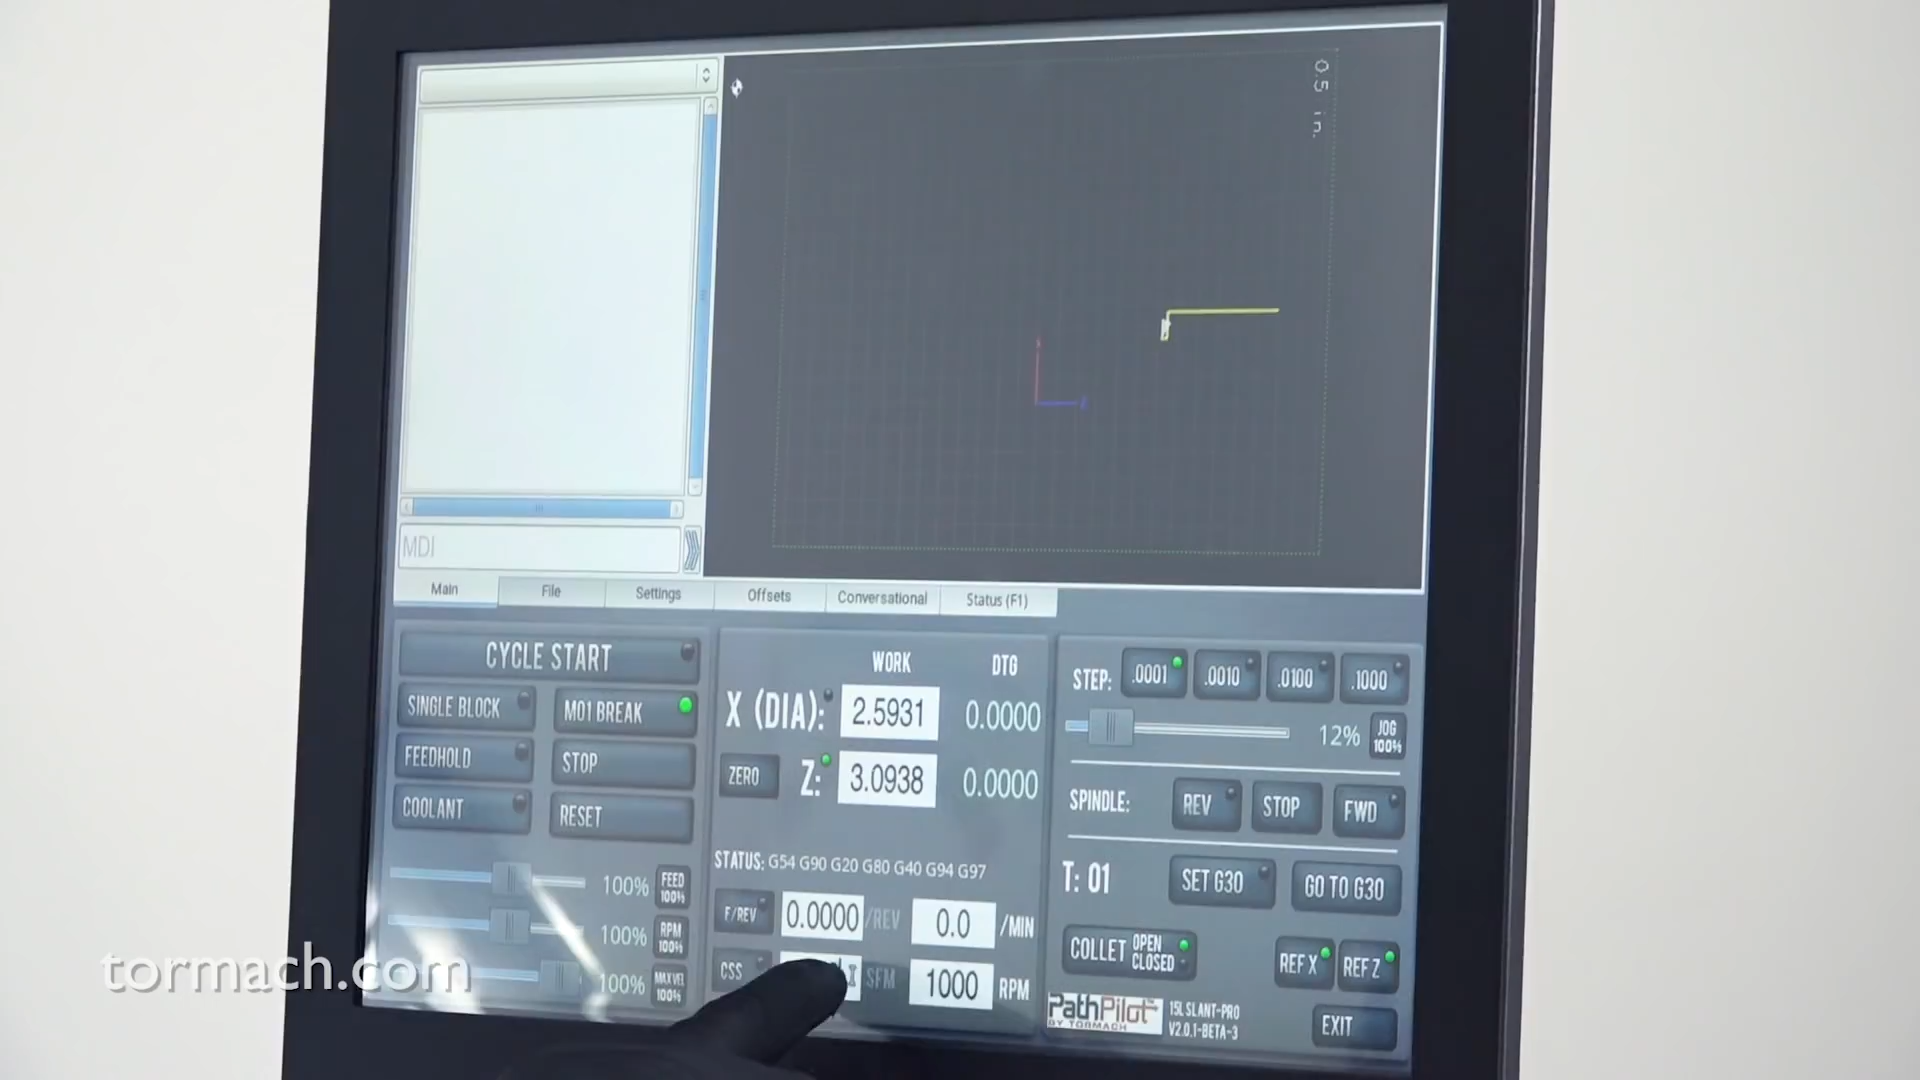 0.5 in.
MDI
Main File Settings Offsets Conversational Status (F1)
CYCLE START
SINGLE BLOCK M01 BREAK
FEEDHOLD STOP
COOLANT RESET
100% FEED 100%
100% RPM 100%
100% MAX VEL 100%
WORK DTG
X (DIA): 2.5931 0.0000
ZERO Z: 3.0938 0.0000
STATUS: G54 G90 G20 G80 G40 G94 G97
F/REV 0.0000 /REV 0.0 /MIN
CSS SFM 1000 RPM
STEP: .0001 .0010 .0100 .1000
12% JOG 100%
SPINDLE: REV STOP FWD
T: 01 SET G30 GO TO G30
COLLET OPEN CLOSED REF X REF Z
PathPilot™ BY TORMACH
15L SLANT-PRO
V2.0.1-BETA-3
EXIT
tormach.com